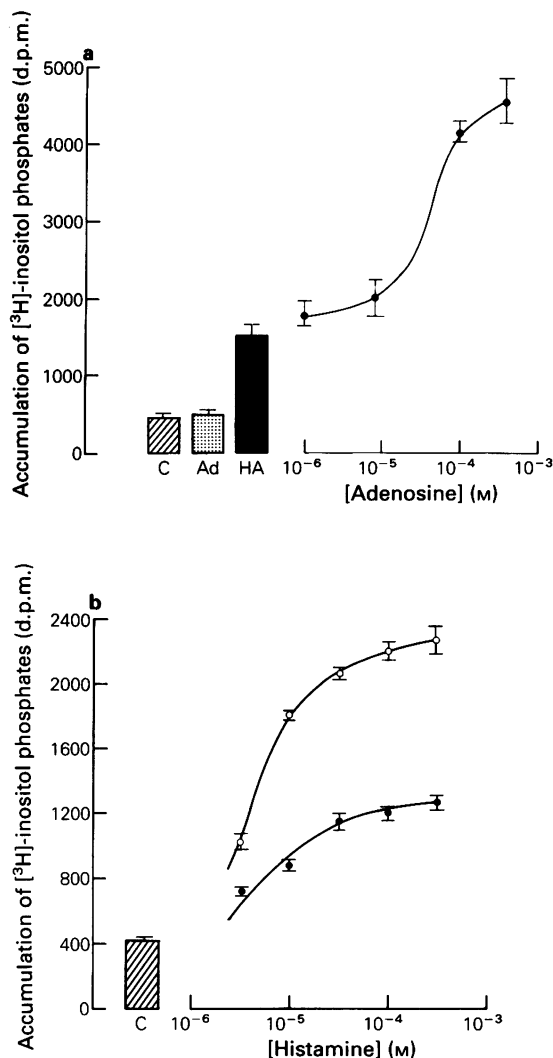 a
Accumulation of [³H]-inositol phosphates (d.p.m.)
5000
4000
3000
2000
1000
0
C Ad HA
10⁻⁶ 10⁻⁵ 10⁻⁴ 10⁻³
[Adenosine] (M)
b
Accumulation of [³H]-inositol phosphates (d.p.m.)
2400
2000
1600
1200
800
400
0
C
10⁻⁶ 10⁻⁵ 10⁻⁴ 10⁻³
[Histamine] (M)